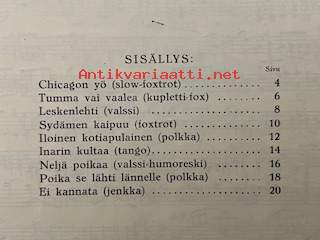 SISÄLLYS:
Antikvariaatti.net
Sivu
Chicagon yö (slow-foxtrot) ............ 4
Tumma vai vaalea (kupletti-fox) ........ 6
Leskenlehti (valssi) .................. 8
Sydämen kaipuu (foxtrot) .............. 10
Iloinen kotiapulainen (polkka) ........ 12
Inarin kultaa (tango).................. 14
Neljä poikaa (valssi-humoreski) ........ 16
Poika se lähti lännelle (polkka) ...... 18
Ei kannata (jenkka) .................. 20